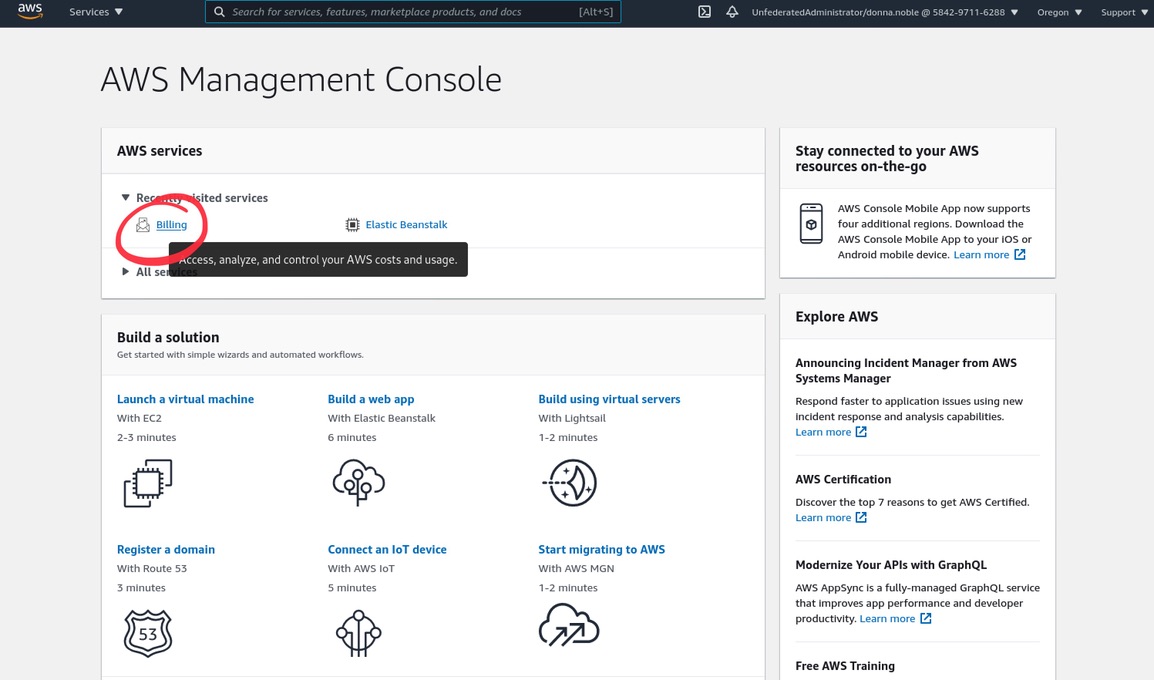 aws
Services
Search for services, features, marketplace products, and docs [Alt+S]
UnfederatedAdministrator/donna.noble @ 5842-9711-6288
Oregon
Support
AWS Management Console
AWS services
Recently visited services
Billing
Elastic Beanstalk
Access, analyze, and control your AWS costs and usage.
All services
Build a solution
Get started with simple wizards and automated workflows.
Launch a virtual machine
With EC2
2-3 minutes
Build a web app
With Elastic Beanstalk
6 minutes
Build using virtual servers
With Lightsail
1-2 minutes
Register a domain
With Route 53
3 minutes
53
Connect an IoT device
With AWS IoT
5 minutes
Start migrating to AWS
With AWS MGN
1-2 minutes
Stay connected to your AWS
resources on-the-go
AWS Console Mobile App now supports
four additional regions. Download the
AWS Console Mobile App to your iOS or
Android mobile device. Learn more
Explore AWS
Announcing Incident Manager from AWS
Systems Manager
Respond faster to application issues using new
incident response and analysis capabilities.
Learn more
AWS Certification
Discover the top 7 reasons to get AWS Certified.
Learn more
Modernize Your APIs with GraphQL
AWS AppSync is a fully-managed GraphQL service
that improves app performance and developer
productivity. Learn more
Free AWS Training